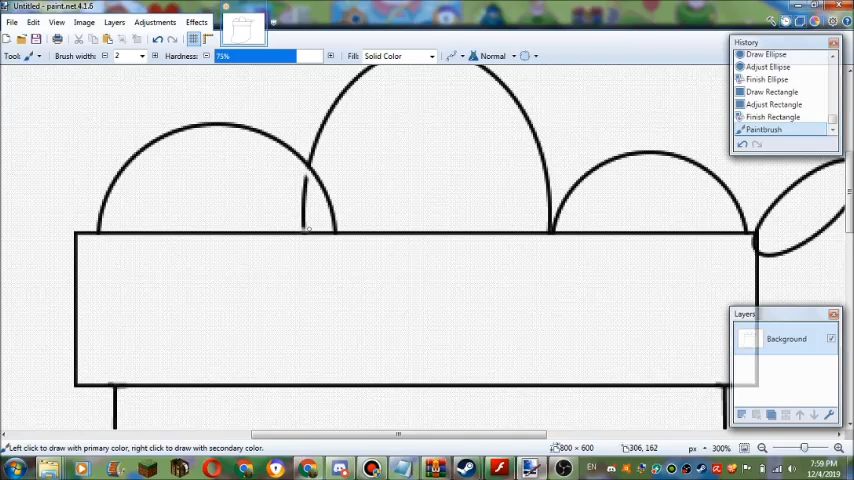 Untitled - paint.net 4.1.6
File Edit View Image Layers Adjustments Effects
Tool: Brush width: 2 Hardness: 75% Fill: Solid Color Normal
History
Draw Ellipse
Adjust Ellipse
Finish Ellipse
Draw Rectangle
Adjust Rectangle
Finish Rectangle
Paintbrush
Layers
Background
Left click to draw with primary color, right click to draw with secondary color.
800 × 600
306, 162
px
300%
EN
7:59 PM
12/4/2019